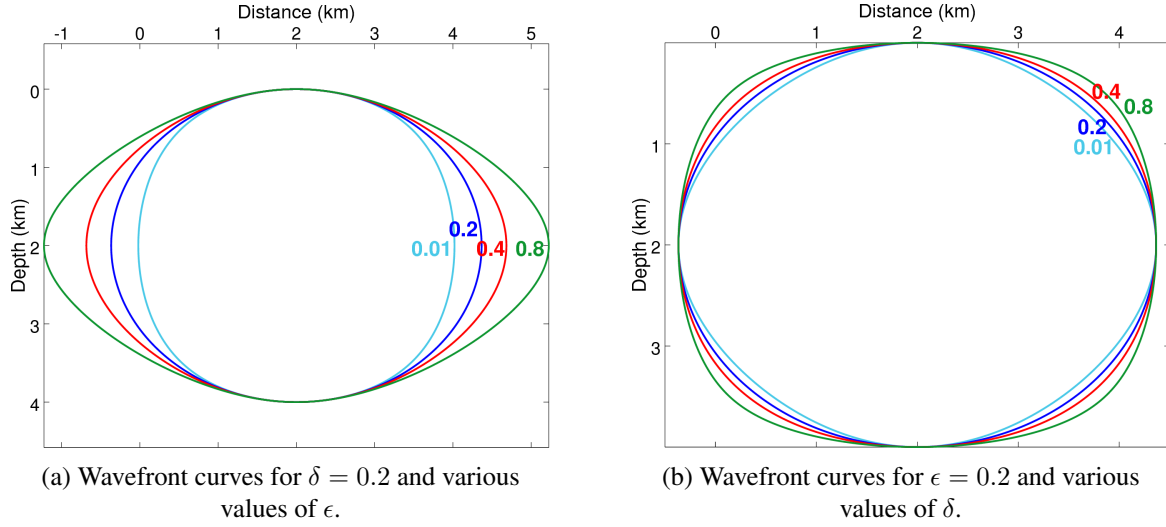 Distance (km)
-1 0 1 2 3 4 5
Depth (km)
0
1
2
3
4
0.01
0.2
0.4
0.8
(a) Wavefront curves for δ = 0.2 and various
values of ϵ.
Distance (km)
0 1 2 3 4
Depth (km)
1
2
3
0.4
0.8
0.2
0.01
(b) Wavefront curves for ϵ = 0.2 and various
values of δ.